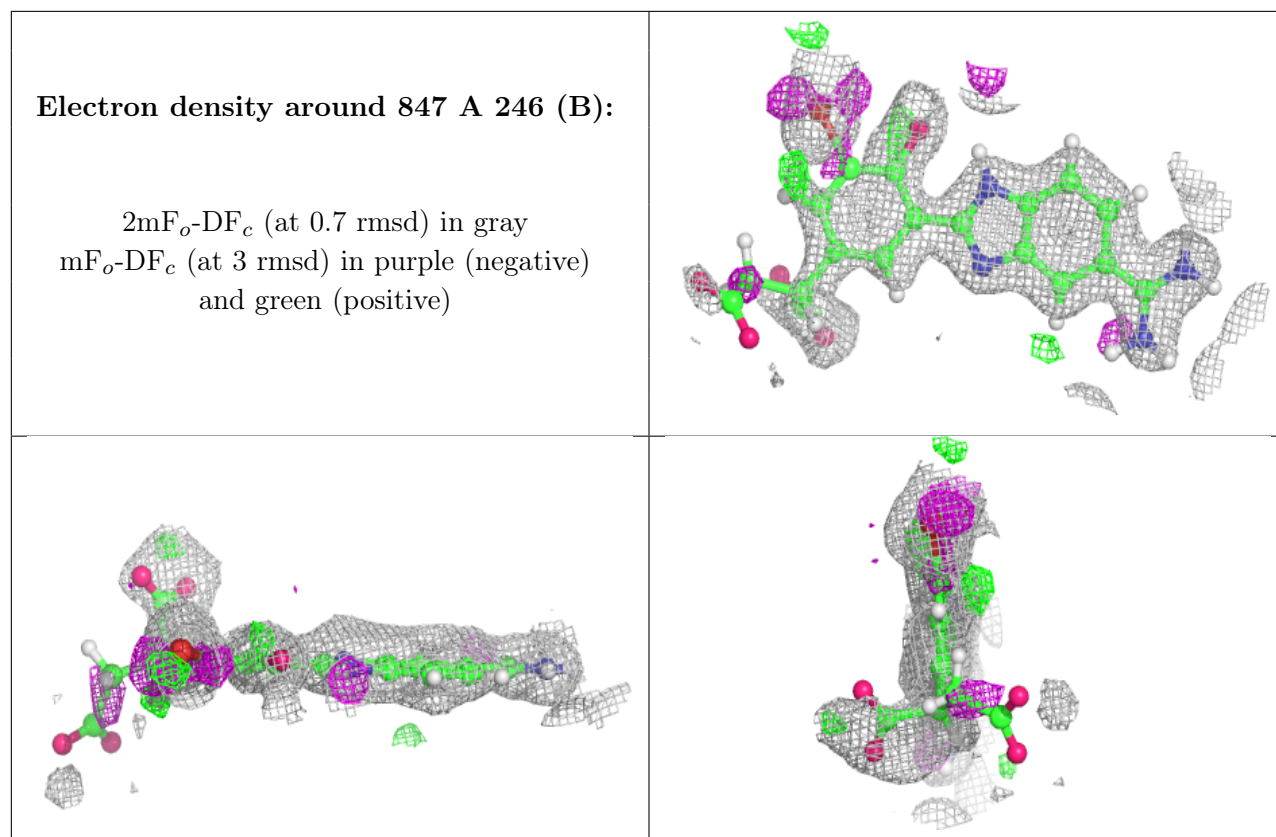 Electron density around 847 A 246 (B):
2mFo-DFc (at 0.7 rmsd) in gray
mFo-DFc (at 3 rmsd) in purple (negative)
and green (positive)